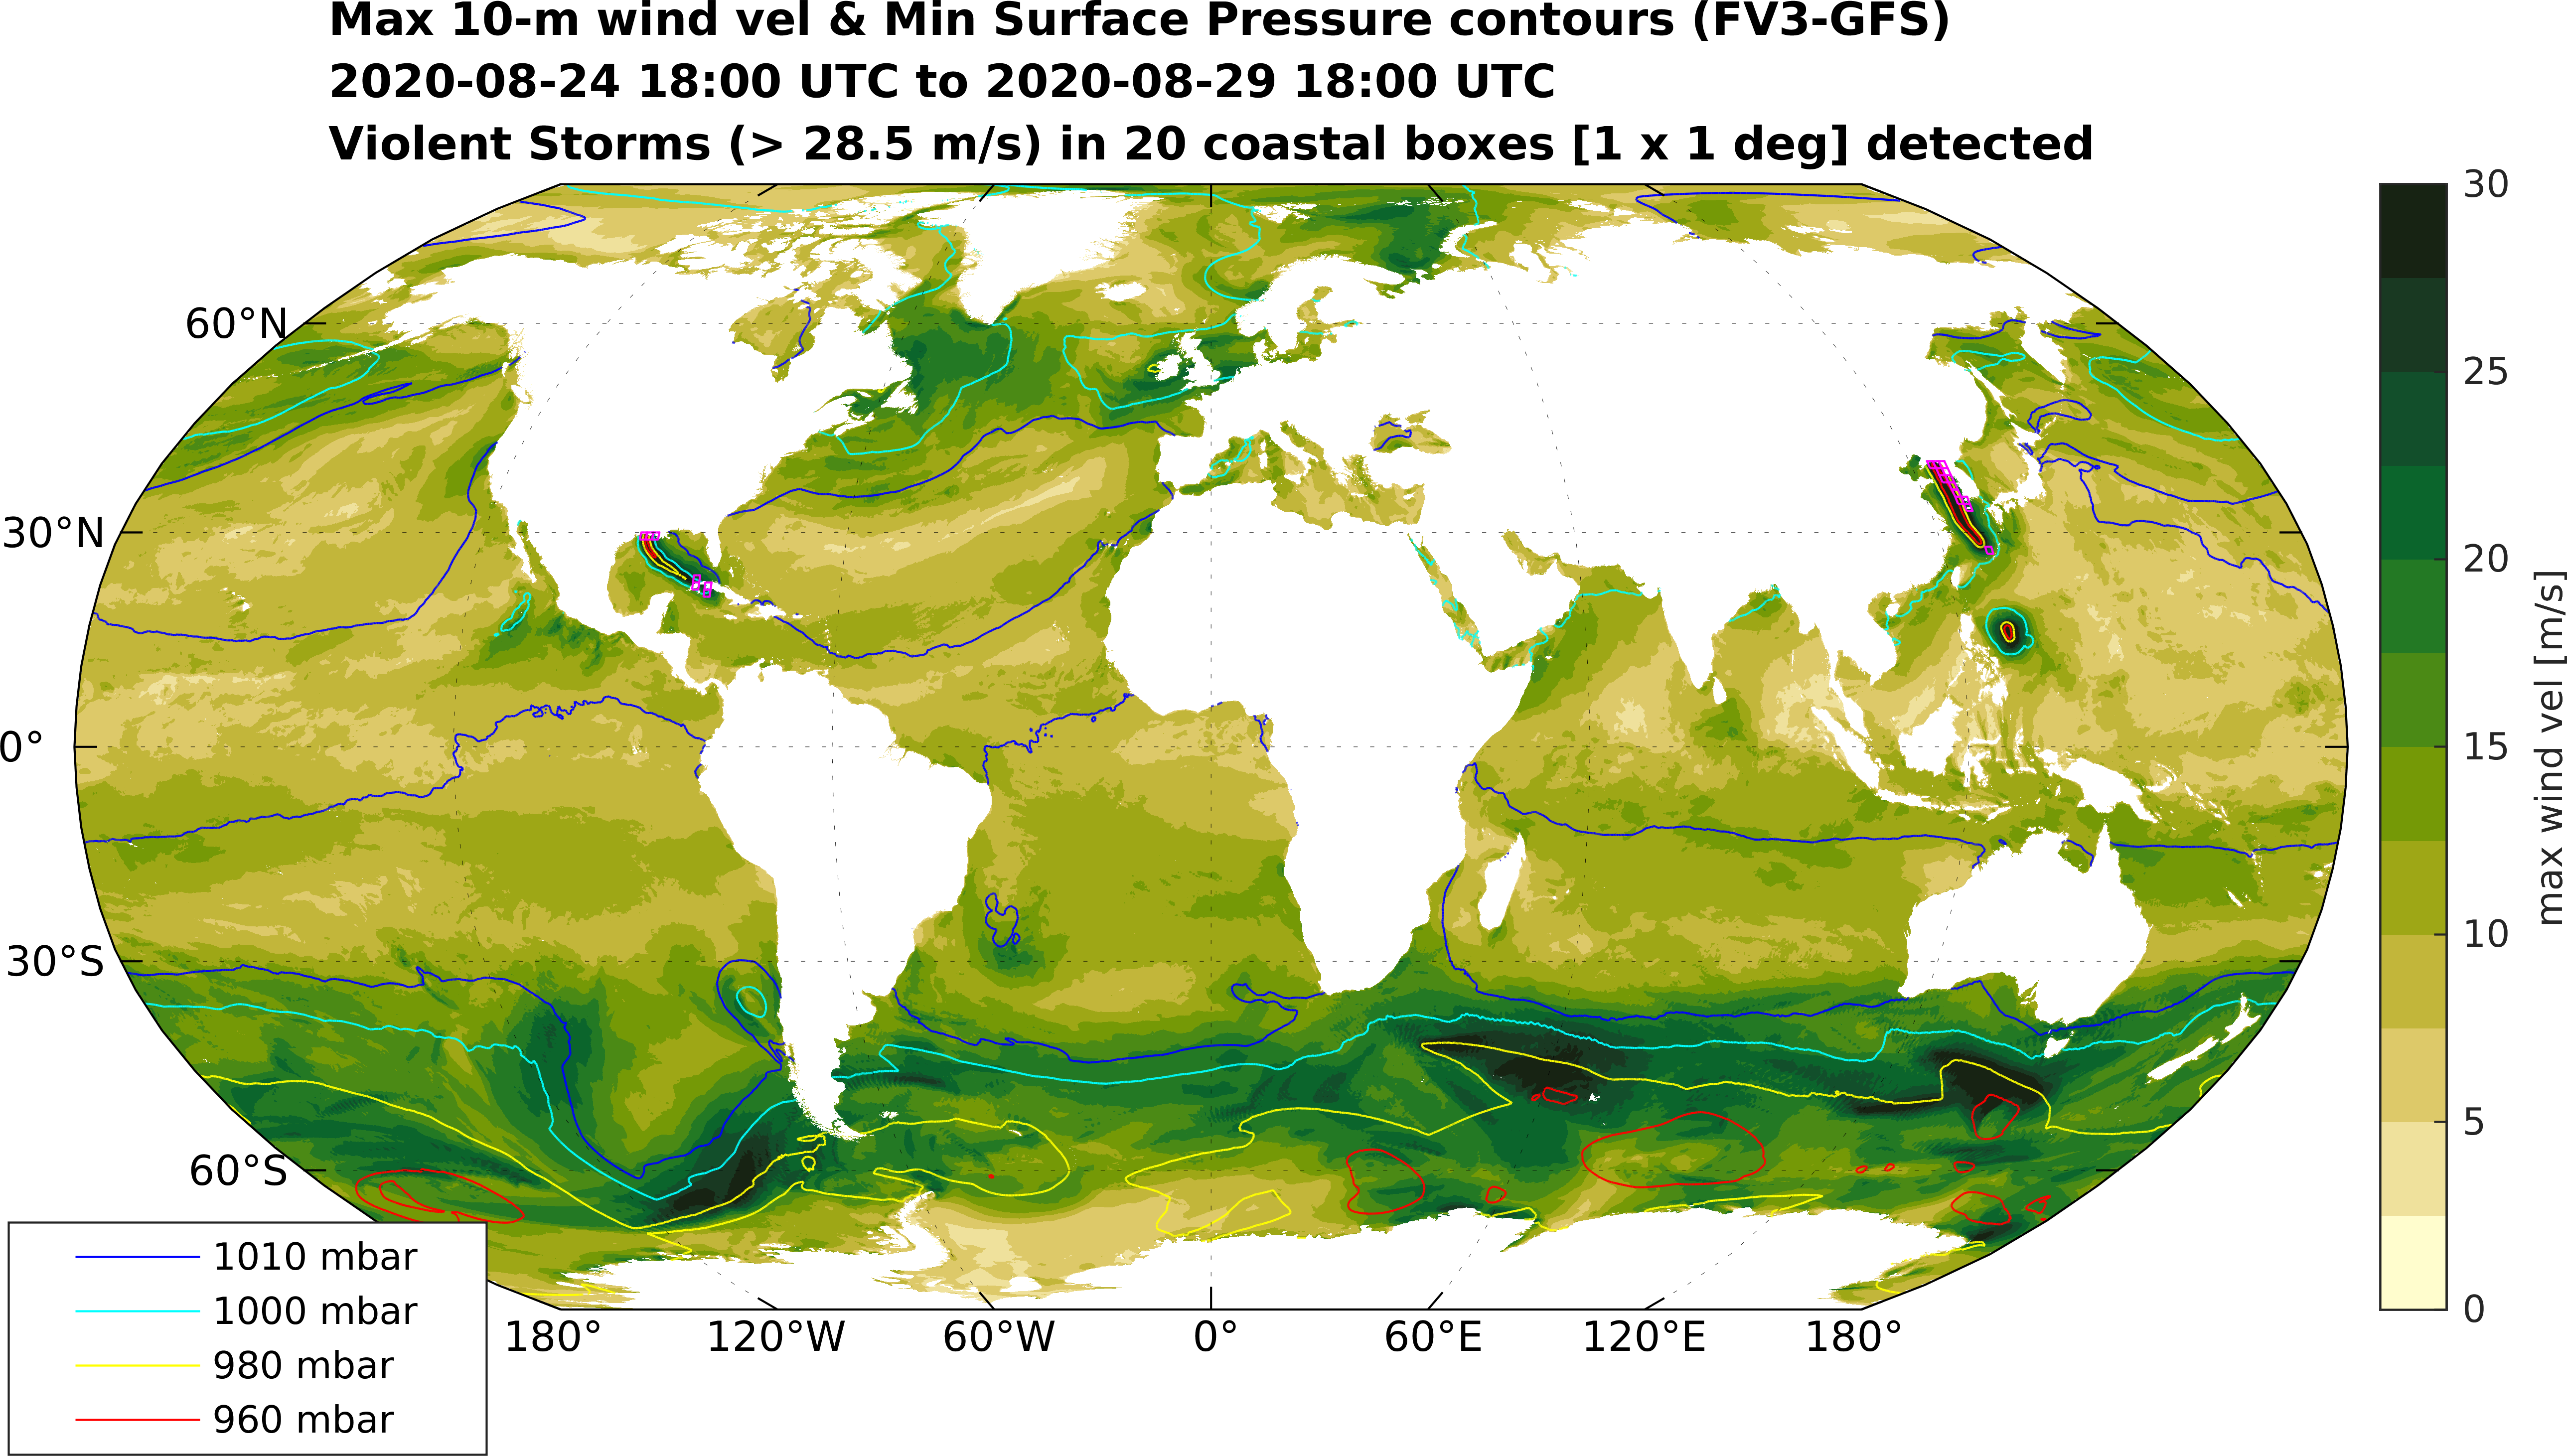 Max 10-m wind vel & Min Surface Pressure contours (FV3-GFS)
2020-08-24 18:00 UTC to 2020-08-29 18:00 UTC
Violent Storms (> 28.5 m/s) in 20 coastal boxes [1 x 1 deg] detected
60°N
30°N
0°
30°S
60°S
180°
120°W
60°W
0°
60°E
120°E
180°
1010 mbar
1000 mbar
980 mbar
960 mbar
30
25
20
15
10
5
0
max wind vel [m/s]